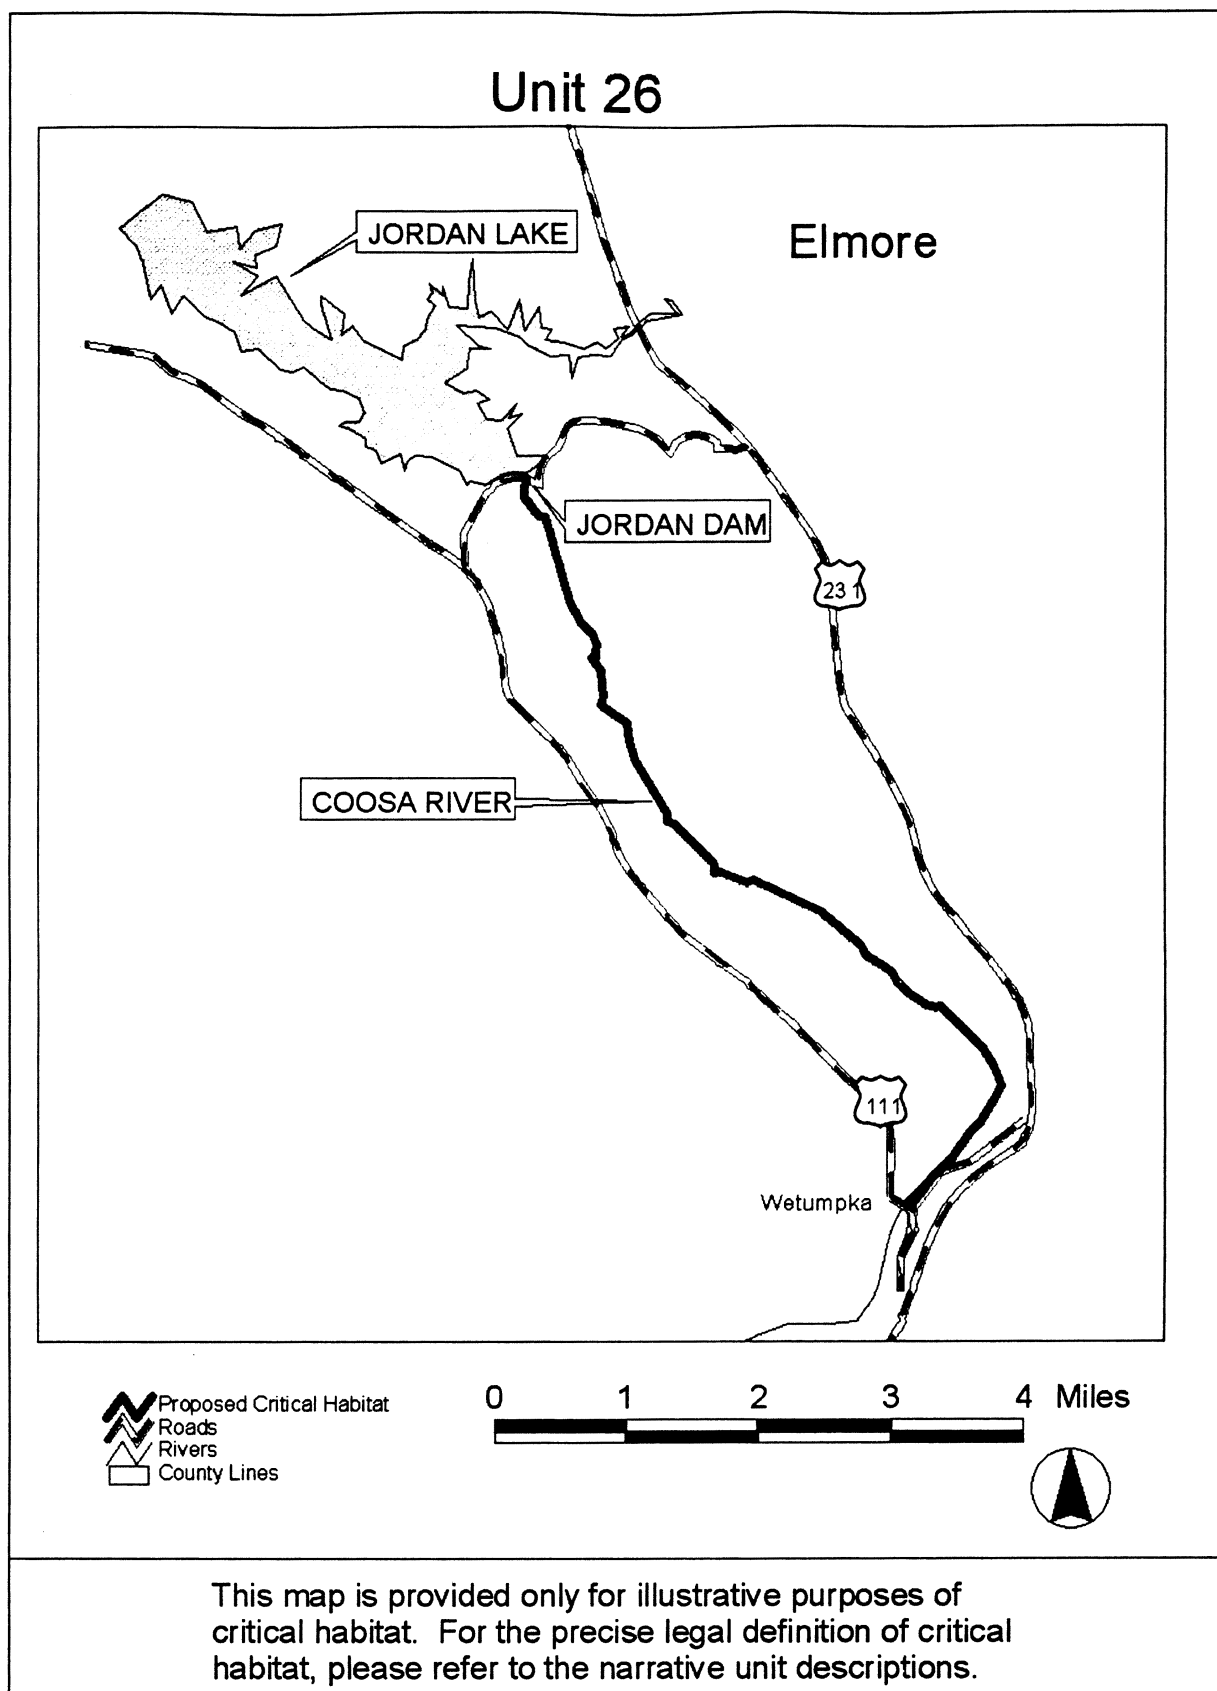 Unit 26
JORDAN LAKE
Elmore
JORDAN DAM
231
COOSA RIVER
111
Wetumpka
0 1 2 3 4 Miles
Proposed Critical Habitat
Roads
Rivers
County Lines
This map is provided only for illustrative purposes of
critical habitat. For the precise legal definition of critical
habitat, please refer to the narrative unit descriptions.